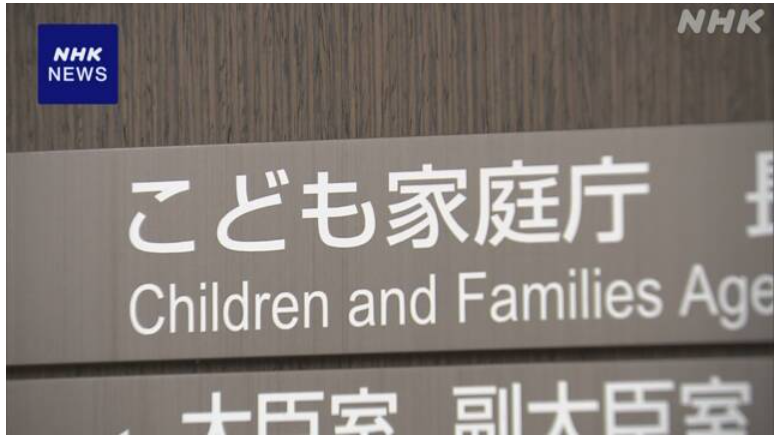 NHK
NHK
NEWS
こども家庭庁
Children and Families
大臣室 副大臣室